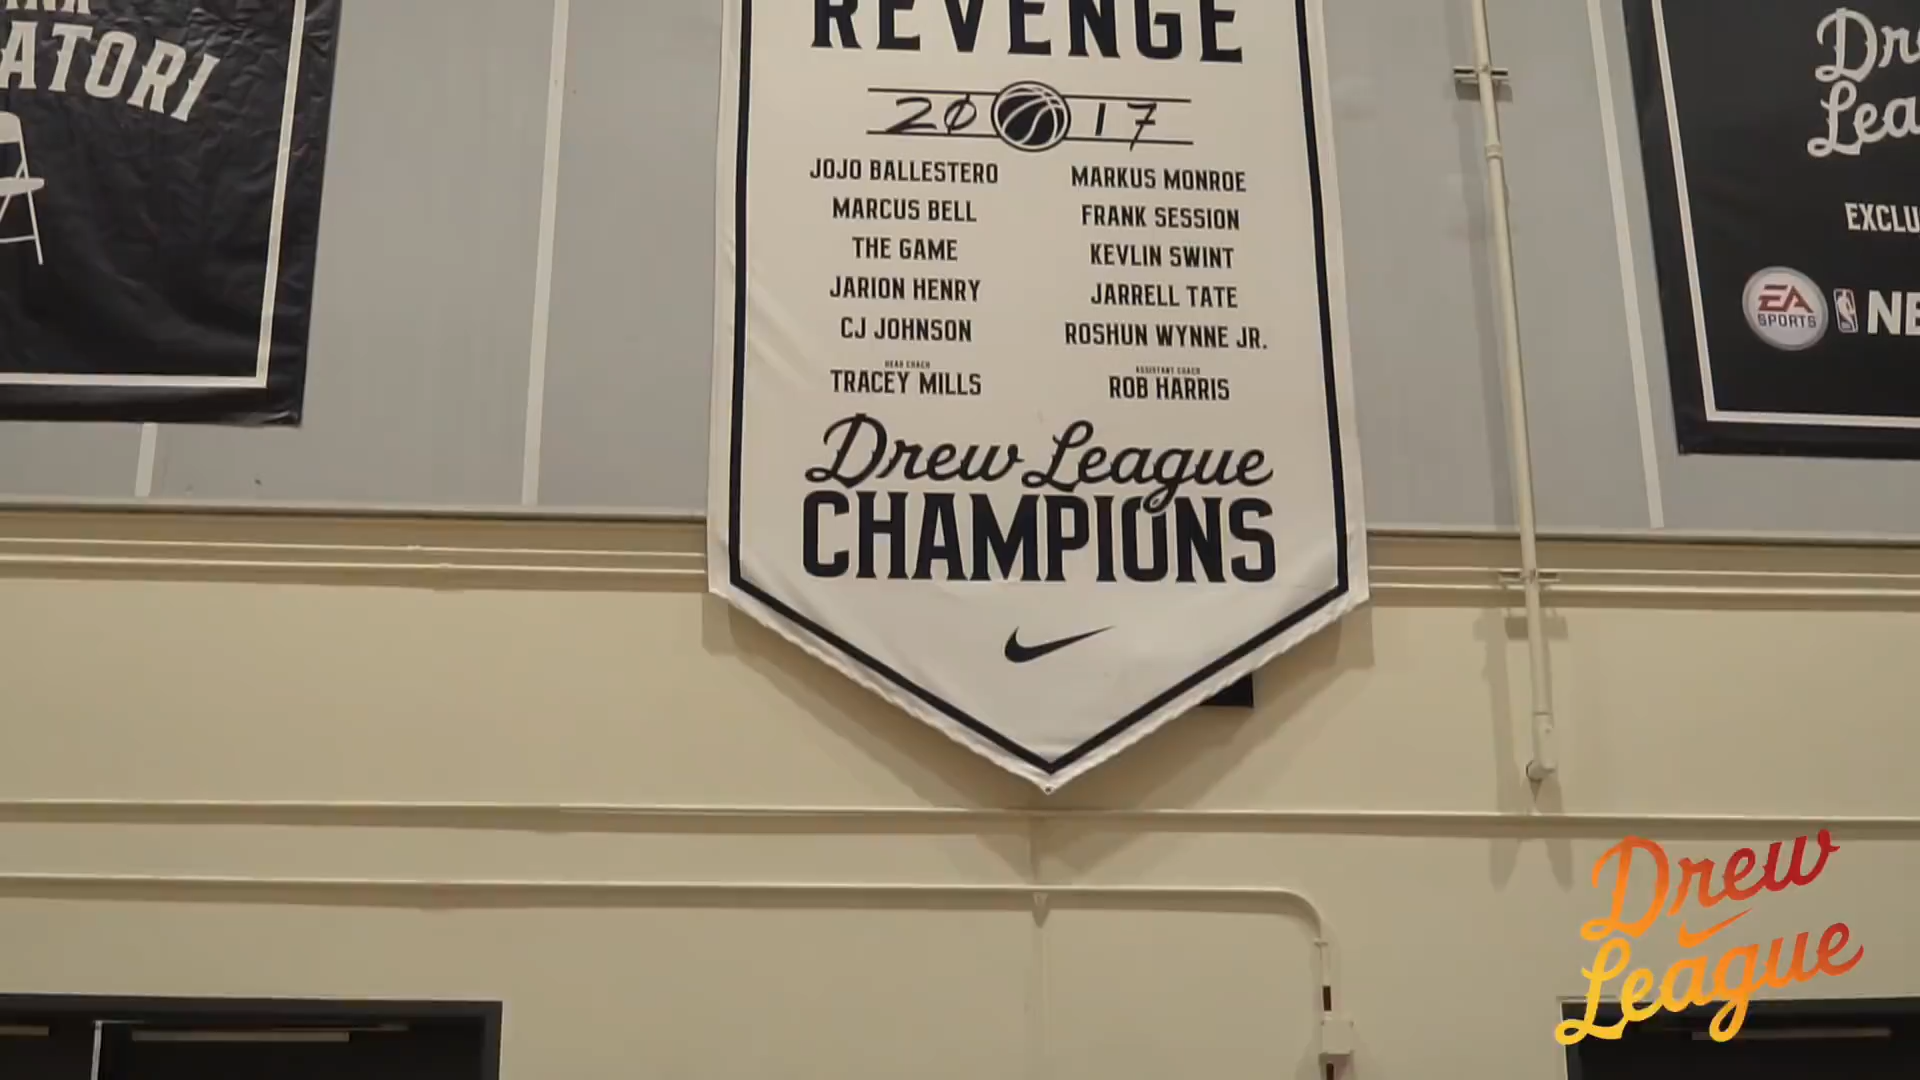 ATORI
REVENGE
2017
JOJO BALLESTERO
MARCUS BELL
THE GAME
JARION HENRY
CJ JOHNSON
HEAD COACH
TRACEY MILLS
MARKUS MONROE
FRANK SESSION
KEVLIN SWINT
JARRELL TATE
ROSHUN WYNNE JR.
ASSISTANT COACH
ROB HARRIS
Drew League
CHAMPIONS
Dre
Lea
EXCLU
EA
SPORTS
NB
Drew
League